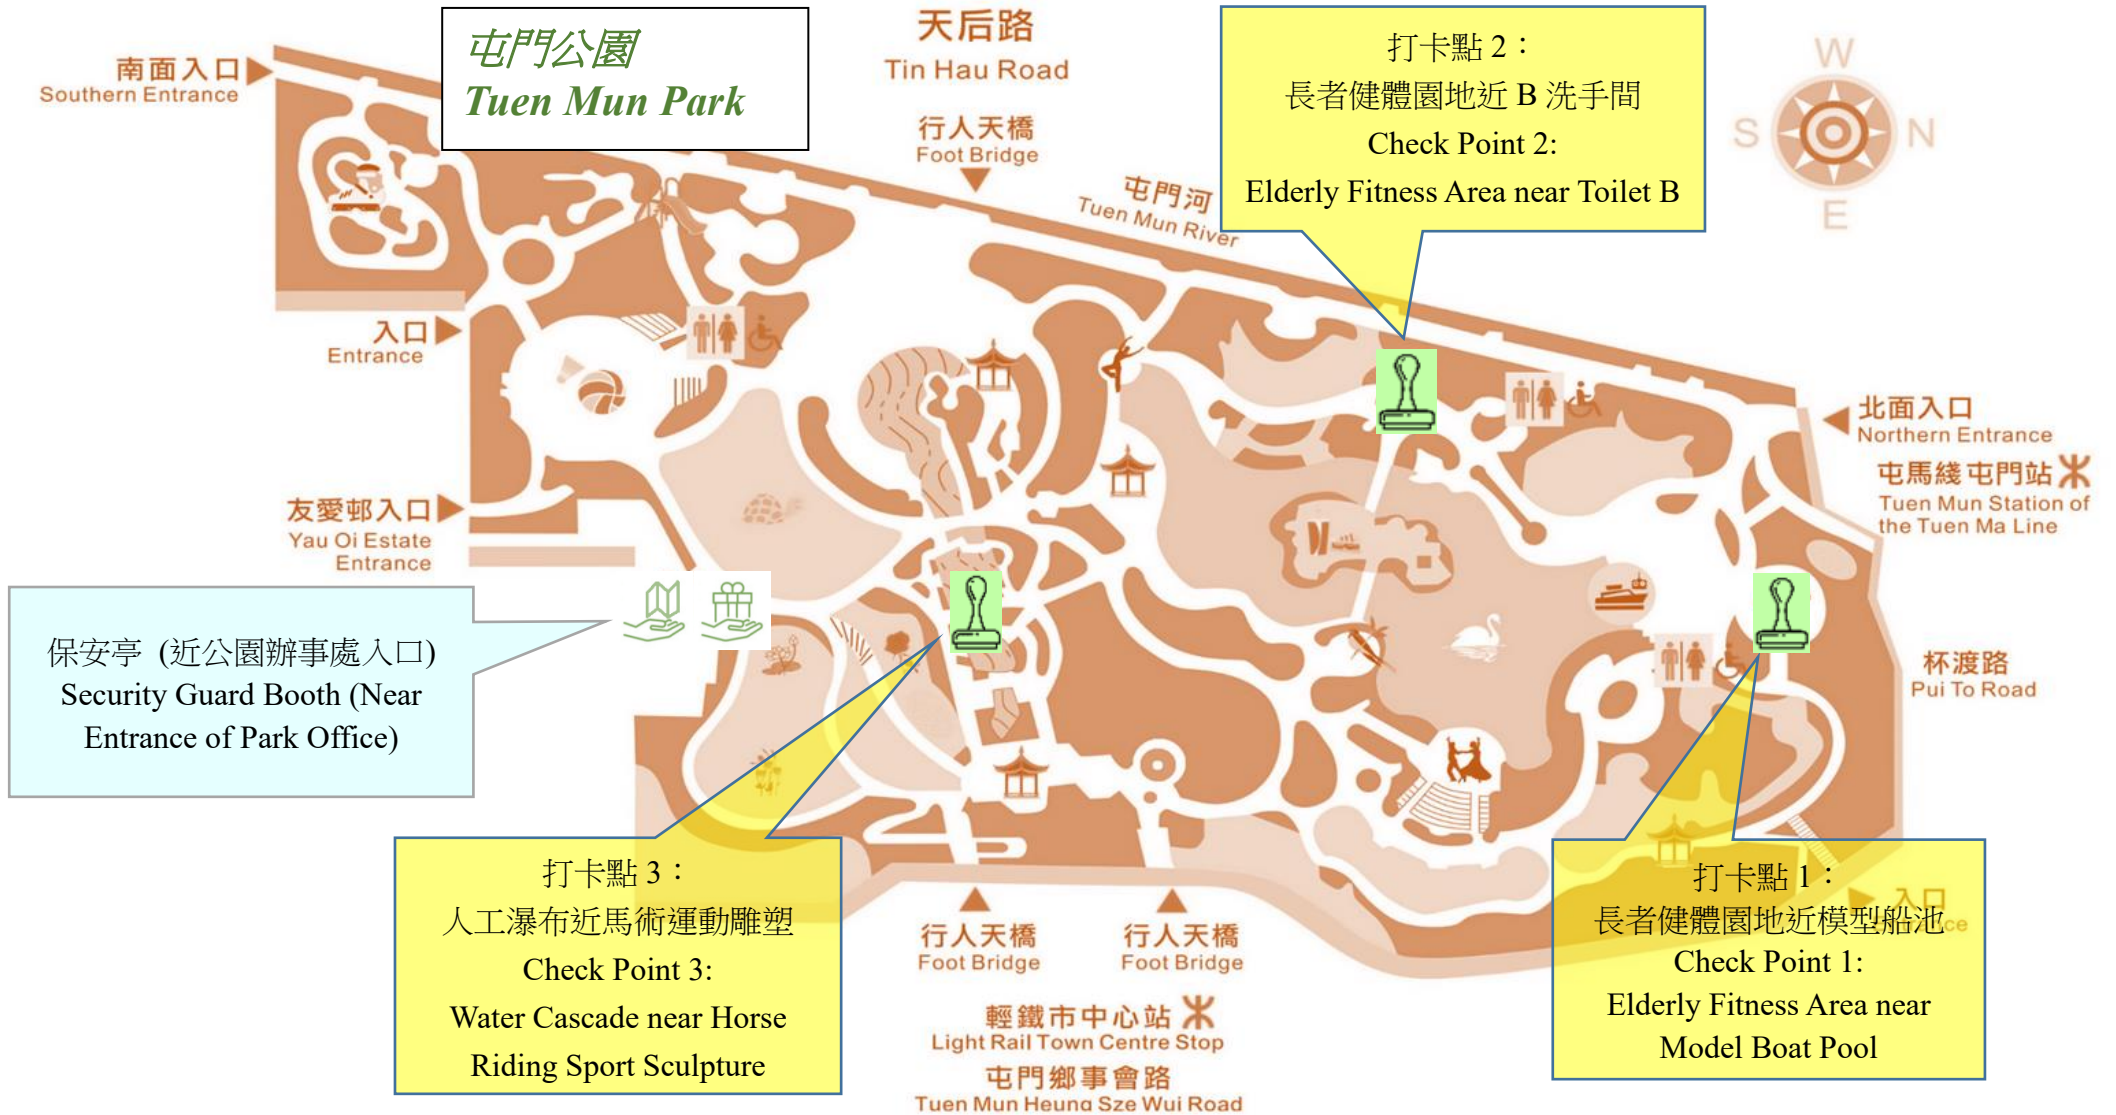 屯門公園
Tuen Mun Park
南面入口
Southern Entrance
天后路
Tin Hau Road
行人天橋
Foot Bridge
屯門河
Tuen Mun River
打卡點 2：
長者健體園地近 B 洗手間
Check Point 2:
Elderly Fitness Area near Toilet B
W
S
N
E
入口
Entrance
北面入口
Northern Entrance
屯馬綫屯門站
Tuen Mun Station of
the Tuen Ma Line
友愛邨入口
Yau Oi Estate
Entrance
保安亭 (近公園辦事處入口)
Security Guard Booth (Near
Entrance of Park Office)
杯渡路
Pui To Road
打卡點 3：
人工瀑布近馬術運動雕塑
Check Point 3:
Water Cascade near Horse
Riding Sport Sculpture
行人天橋
Foot Bridge
行人天橋
Foot Bridge
輕鐵市中心站
Light Rail Town Centre Stop
屯門鄉事會路
Tuen Mun Heung Sze Wui Road
入口
Entrance
打卡點 1：
長者健體園地近模型船池
Check Point 1:
Elderly Fitness Area near
Model Boat Pool